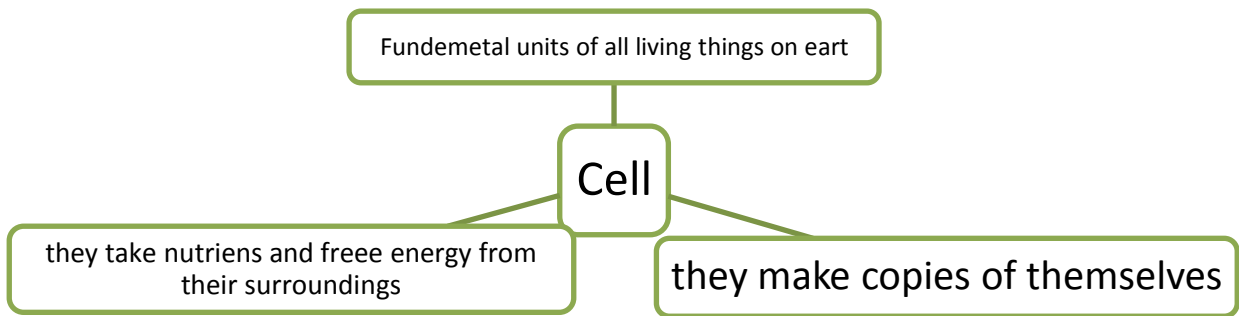 Fundemetal units of all living things on eart
Cell
they take nutriens and freee energy from
their surroundings
they make copies of themselves